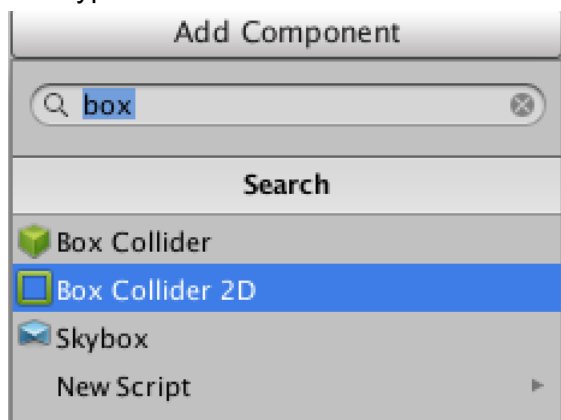 Add Component
box
Search
Box Collider
Box Collider 2D
Skybox
New Script